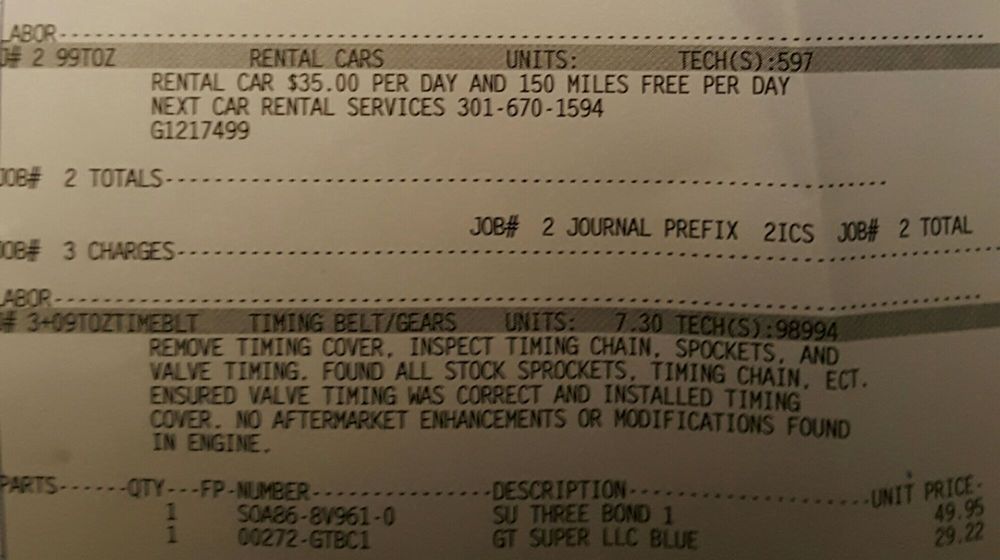 LABOR
J# 2 99TOZ RENTAL CARS UNITS: TECH(S):597
RENTAL CAR $35.00 PER DAY AND 150 MILES FREE PER DAY
NEXT CAR RENTAL SERVICES 301-670-1594
G1217499
JOB# 2 TOTALS
JOB# 2 JOURNAL PREFIX 2ICS JOB# 2 TOTAL
JOB# 3 CHARGES
LABOR
J# 3+09TOZTIMEBLT TIMING BELT/GEARS UNITS: 7.30 TECH(S):98994
REMOVE TIMING COVER, INSPECT TIMING CHAIN, SPOCKETS, AND
VALVE TIMING. FOUND ALL STOCK SPROCKETS, TIMING CHAIN, ECT.
ENSURED VALVE TIMING WAS CORRECT AND INSTALLED TIMING
COVER. NO AFTERMARKET ENHANCEMENTS OR MODIFICATIONS FOUND
IN ENGINE.
PARTS------QTY---FP-NUMBER---------------DESCRIPTION--------------------UNIT PRICE-
1 SOA86-8V961-0 SU THREE BOND 1 49.95
1 00272-GTBC1 GT SUPER LLC BLUE 29.22